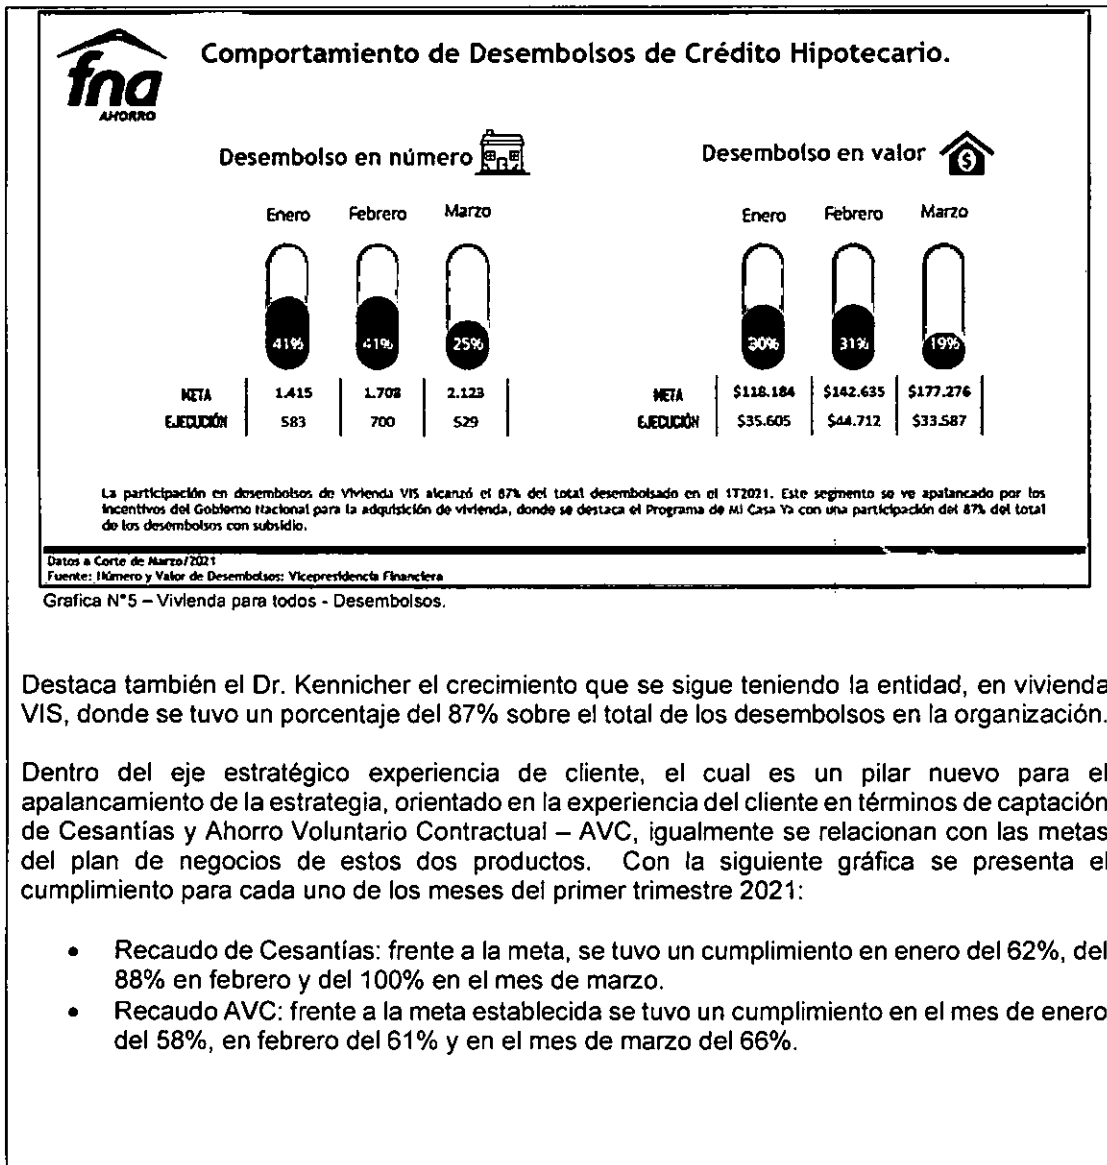 fna
AHORRO
Comportamiento de Desembolsos de Crédito Hipotecario.
Desembolso en número
Enero Febrero Marzo
41% 41% 25%
META 1.415 1.708 2.123
EJECUCIÓN 583 700 529
Desembolso en valor
$
Enero Febrero Marzo
30% 31% 19%
META $118.184 $142.635 $177.276
EJECUCIÓN $35.605 $44.712 $33.587
La participación en desembolsos de Vivienda VIS alcanzó el 87% del total desembolsado en el 1T2021. Este segmento se ve apalancado por los
incentivos del Gobierno Nacional para la adquisición de vivienda, donde se destaca el Programa de Mi Casa Ya con una participación del 87% del total
de los desembolsos con subsidio.
Datos a Corte de Marzo/2021
Fuente: Número y Valor de Desembolsos: Vicepresidencia Financiera
Grafica N°5 – Vivienda para todos - Desembolsos.
Destaca también el Dr. Kennicher el crecimiento que se sigue teniendo la entidad, en vivienda
VIS, donde se tuvo un porcentaje del 87% sobre el total de los desembolsos en la organización.
Dentro del eje estratégico experiencia de cliente, el cual es un pilar nuevo para el
apalancamiento de la estrategia, orientado en la experiencia del cliente en términos de captación
de Cesantías y Ahorro Voluntario Contractual – AVC, igualmente se relacionan con las metas
del plan de negocios de estos dos productos. Con la siguiente gráfica se presenta el
cumplimiento para cada uno de los meses del primer trimestre 2021:
• Recaudo de Cesantías: frente a la meta, se tuvo un cumplimiento en enero del 62%, del
88% en febrero y del 100% en el mes de marzo.
• Recaudo AVC: frente a la meta establecida se tuvo un cumplimiento en el mes de enero
del 58%, en febrero del 61% y en el mes de marzo del 66%.